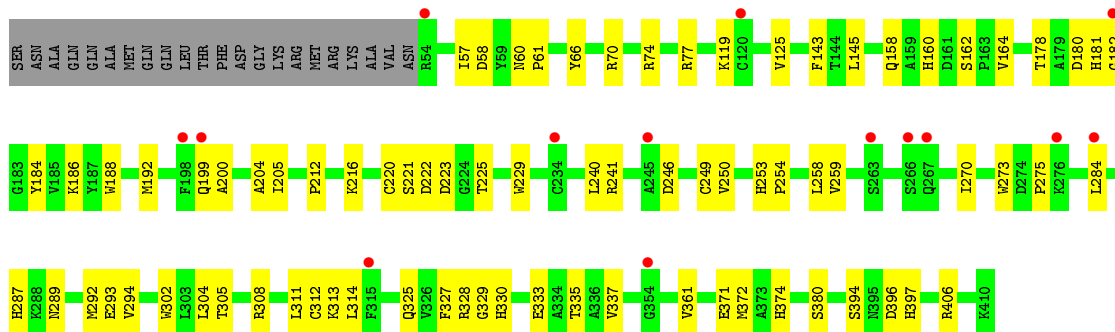 SER ASN ALA GLN GLN ALA MET GLN GLN LEU THR PHE ASP GLY LYS ARG MET ARG LYS ALA VAL ASN R54 I57 D58 Y59 N60 P61 Y66 R70 R74 R77 K119 C120 V125 F143 T144 L145 Q158 A159 H160 D161 S162 P163 V164 T178 A179 D180 H181 C182
G183 Y184 V185 K186 Y187 W188 M192 F198 Q199 A200 A204 I205 P212 K216 C220 S221 D222 D223 G224 T225 W229 C234 L240 R241 A245 D246 C249 V250 H253 P254 L258 V259 S263 S266 Q267 I270 W273 D274 P275 K276 L284
H287 K288 N289 M292 E293 V294 W302 L303 L304 T305 R308 L311 C312 K313 L314 F315 Q325 V326 F327 R328 G329 H330 E333 A334 T335 A336 V337 G354 V361 E371 M372 A373 H374 S380 S394 N395 D396 H397 R406 K410